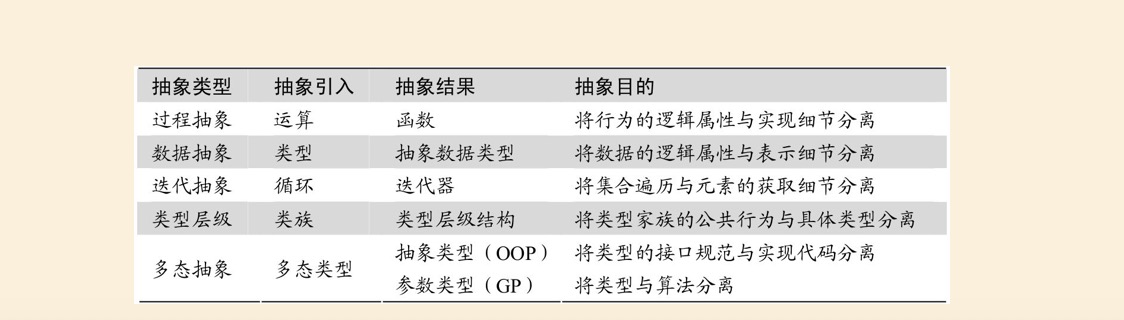 抽象类型 抽象引入 抽象结果 抽象目的
过程抽象 运算 函数 将行为的逻辑属性与实现细节分离
数据抽象 类型 抽象数据类型 将数据的逻辑属性与表示细节分离
迭代抽象 循环 迭代器 将集合遍历与元素的获取细节分离
类型层级 类族 类型层级结构 将类型家族的公共行为与具体类型分离
多态抽象 多态类型 抽象类型（OOP） 将类型的接口规范与实现代码分离
参数类型（GP） 将类型与算法分离